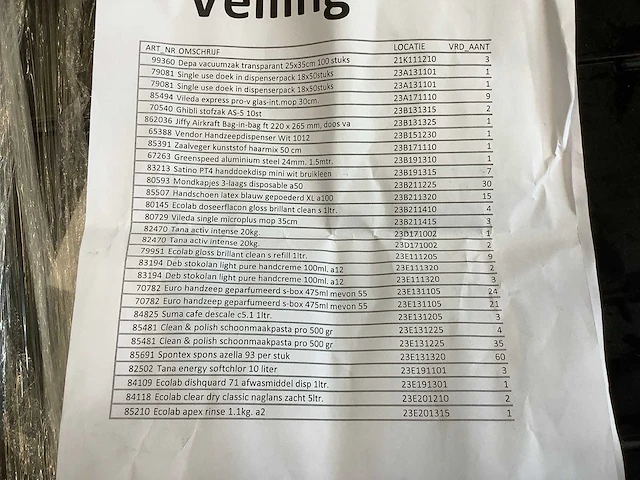 Veiling
ART_NR OMSCHRIJF LOCATIE VRD_AANT
99360 Depa vacuumzak transparant 25x35cm 100 stuks 21K111210 3
79081 Single use doek in dispenserpack 18x50stuks 23A131101 1
79081 Single use doek in dispenserpack 18x50stuks 23A131101 1
85494 Vileda express pro-v glas-int.mop 30cm. 23A171110 9
70540 Ghibli stofzak AS-5 10st 23B131315 2
862036 Jiffy Airkraft Bag-in-bag ft 220 x 265 mm, doos va 23B131325 1
65388 Vendor Handzeepdispenser Wit 1012 23B151230 1
85391 Zaalveger kunststof haarmix 50 cm 23B171110 1
67263 Greenspeed aluminium steel 24mm. 1.5mtr. 23B191310 1
83213 Satino PT4 handdoekdisp mini wit bruikleen 23B191315 7
80593 Mondkapjes 3-laags disposable a50 23B211225 30
85507 Handschoen latex blauw gepoederd XL a100 23B211320 15
80145 Ecolab doseerflacon gloss brillant clean s 1ltr. 23B211410 4
80729 Vileda single microplus mop 35cm 23B211415 3
82470 Tana activ intense 20kg. 23D171002 1
82470 Tana activ intense 20kg. 23D171002 2
79951 Ecolab gloss brillant clean s refill 1ltr. 23E111205 9
83194 Deb stokolan light pure handcreme 100ml. a12 23E111320 2
83194 Deb stokolan light pure handcreme 100ml. a12 23E111320 3
70782 Euro handzeep geparfumeerd s-box 475ml mevon 55 23E131105 24
70782 Euro handzeep geparfumeerd s-box 475ml mevon 55 23E131105 21
84825 Suma cafe descale c5.1 1ltr. 23E131205 3
85481 Clean & polish schoonmaakpasta pro 500 gr 23E131225 4
85481 Clean & polish schoonmaakpasta pro 500 gr 23E131225 35
85691 Spontex spons azella 93 per stuk 23E131320 60
82502 Tana energy softchlor 10 liter 23E191101 3
84109 Ecolab dishguard 71 afwasmiddel disp 1ltr. 23E191301 1
84118 Ecolab clear dry classic naglans zacht 5ltr. 23E201210 2
85210 Ecolab apex rinse 1.1kg. a2 23E201315 1